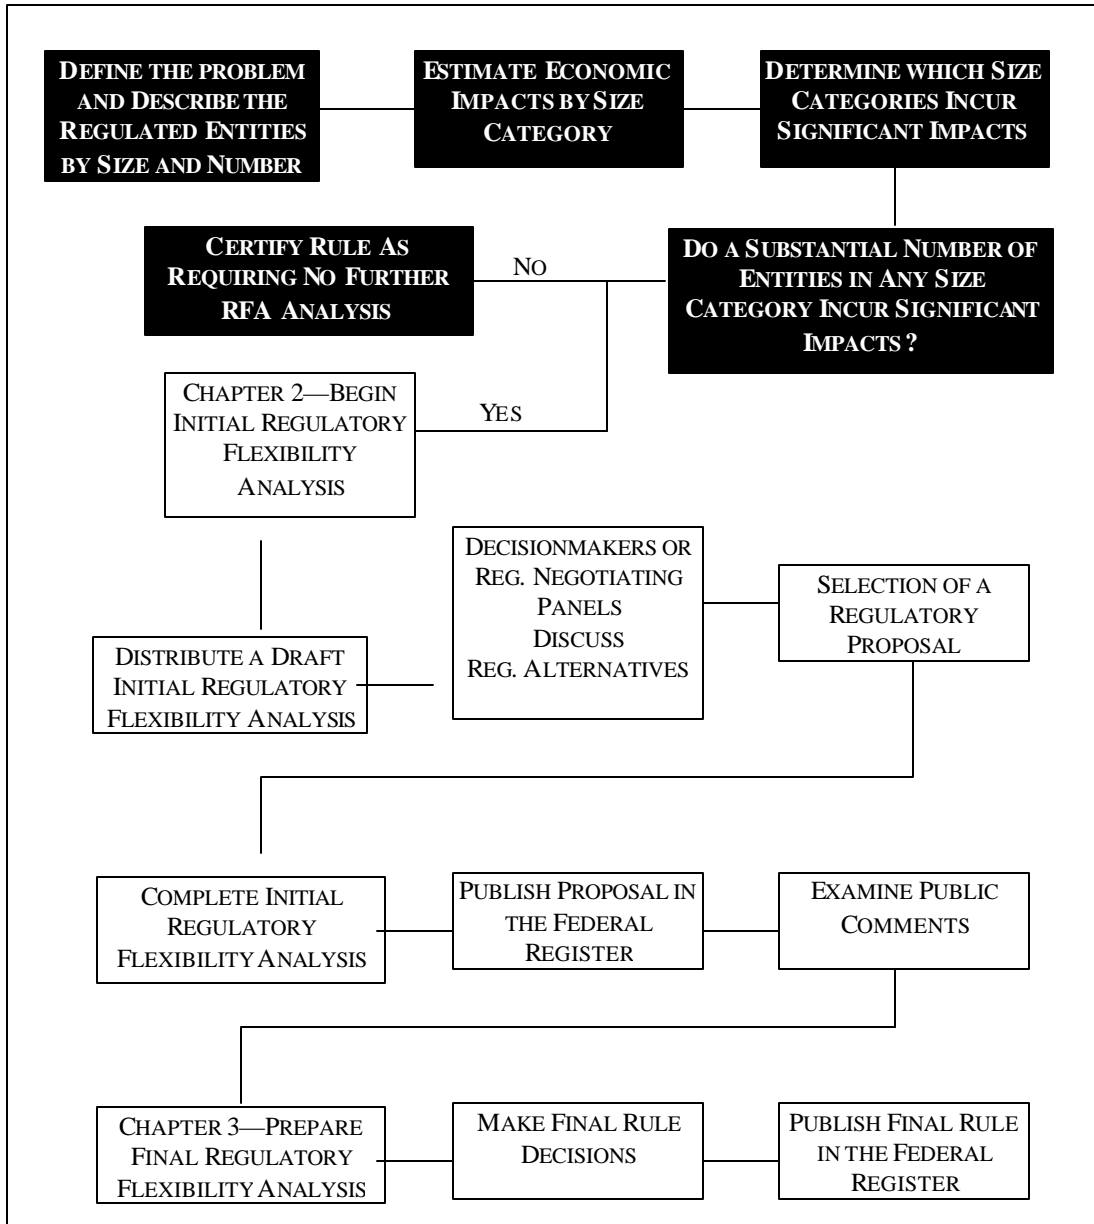 DEFINE THE PROBLEM
AND DESCRIBE THE
REGULATED ENTITIES
BY SIZE AND NUMBER
ESTIMATE ECONOMIC
IMPACTS BY SIZE
CATEGORY
DETERMINE WHICH SIZE
CATEGORIES INCUR
SIGNIFICANT IMPACTS
CERTIFY RULE AS
REQUIRING NO FURTHER
RFA ANALYSIS
NO
DO A SUBSTANTIAL NUMBER OF
ENTITIES IN ANY SIZE
CATEGORY INCUR SIGNIFICANT
IMPACTS?
CHAPTER 2—BEGIN
INITIAL REGULATORY
FLEXIBILITY
ANALYSIS
YES
DECISIONMAKERS OR
REG. NEGOTIATING
PANELS
DISCUSS
REG. ALTERNATIVES
SELECTION OF A
REGULATORY
PROPOSAL
DISTRIBUTE A DRAFT
INITIAL REGULATORY
FLEXIBILITY ANALYSIS
COMPLETE INITIAL
REGULATORY
FLEXIBILITY ANALYSIS
PUBLISH PROPOSAL IN
THE FEDERAL
REGISTER
EXAMINE PUBLIC
COMMENTS
CHAPTER 3—PREPARE
FINAL REGULATORY
FLEXIBILITY ANALYSIS
MAKE FINAL RULE
DECISIONS
PUBLISH FINAL RULE
IN THE FEDERAL
REGISTER